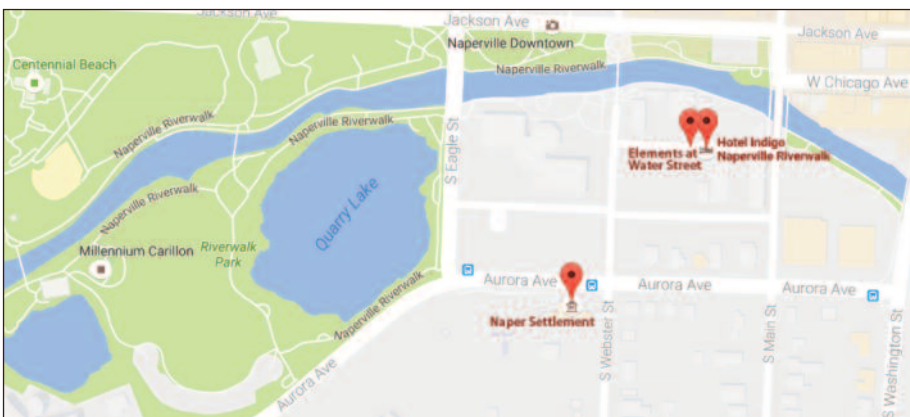 Jackson Ave
Jackson Ave
Jackson Ave
Naperville Downtown
Centennial Beach
Naperville Riverwalk
W Chicago Ave
Naperville Riverwalk
Naperville Riverwalk
S Eagle St
Hotel Indigo
Naperville Riverwalk
Elements at
Water Street
Naperville Riverwalk
Quarry Lake
Millennium Carillon
Riverwalk
Park
Aurora Ave
Aurora Ave
Aurora Ave
Naper Settlement
Naperville Riverwalk
S Webster St
S Main St
S Washington St
Aurora Ave